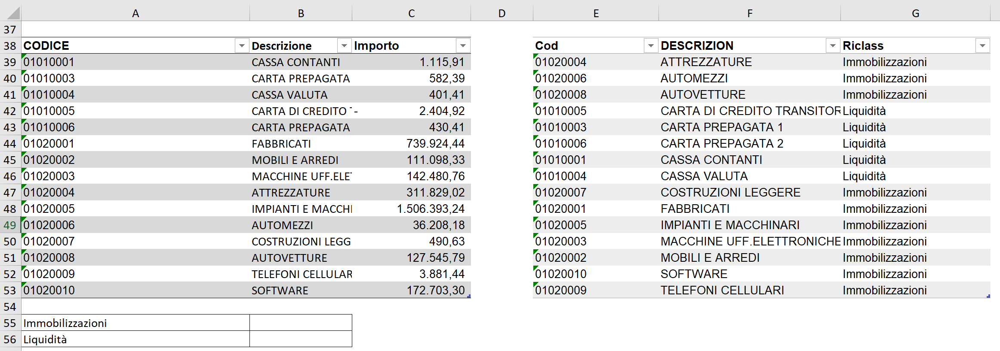 A B C D E F G
37
38 CODICE Descrizione Importo Cod DESCRIZION Riclass
39 01010001 CASSA CONTANTI 1.115,91 01020004 ATTREZZATURE Immobilizzazioni
40 01010003 CARTA PREPAGATA 582,39 01020006 AUTOMEZZI Immobilizzazioni
41 01010004 CASSA VALUTA 401,41 01020008 AUTOVETTURE Immobilizzazioni
42 01010005 CARTA DI CREDITO - 2.404,92 01010005 CARTA DI CREDITO TRANSITOR Liquidità
43 01010006 CARTA PREPAGATA 430,41 01010003 CARTA PREPAGATA 1 Liquidità
44 01020001 FABBRICATI 739.924,44 01010006 CARTA PREPAGATA 2 Liquidità
45 01020002 MOBILI E ARREDI 111.098,33 01010001 CASSA CONTANTI Liquidità
46 01020003 MACCHINE UFF.ELET 142.480,76 01010004 CASSA VALUTA Liquidità
47 01020004 ATTREZZATURE 311.829,02 01020007 COSTRUZIONI LEGGERE Immobilizzazioni
48 01020005 IMPIANTI E MACCHI 1.506.393,24 01020001 FABBRICATI Immobilizzazioni
49 01020006 AUTOMEZZI 36.208,18 01020005 IMPIANTI E MACCHINARI Immobilizzazioni
50 01020007 COSTRUZIONI LEGG 490,63 01020003 MACCHINE UFF.ELETTRONICHE Immobilizzazioni
51 01020008 AUTOVETTURE 127.545,79 01020002 MOBILI E ARREDI Immobilizzazioni
52 01020009 TELEFONI CELLULAR 3.881,44 01020010 SOFTWARE Immobilizzazioni
53 01020010 SOFTWARE 172.703,30 01020009 TELEFONI CELLULARI Immobilizzazioni
54
55 Immobilizzazioni
56 Liquidità